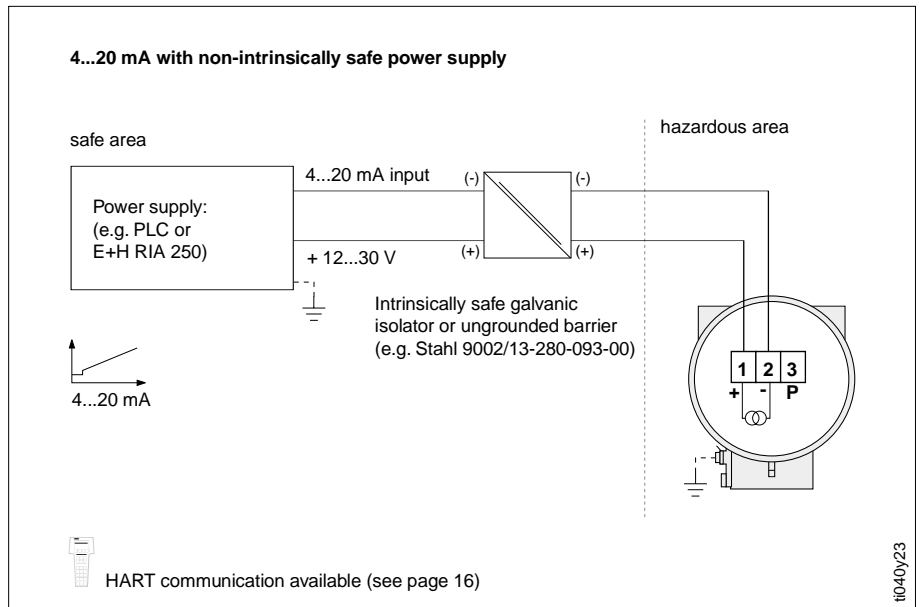 4...20 mA with non-intrinsically safe power supply
safe area
hazardous area
4...20 mA input
(-)
(-)
Power supply:
(e.g. PLC or
E+H RIA 250)
+ 12...30 V
(+)
(+)
Intrinsically safe galvanic
isolator or ungrounded barrier
(e.g. Stahl 9002/13-280-093-00)
4...20 mA
1 2 3
+ - P
HART communication available (see page 16)
ti040y23